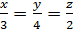 x/3 = y/4 = z/2